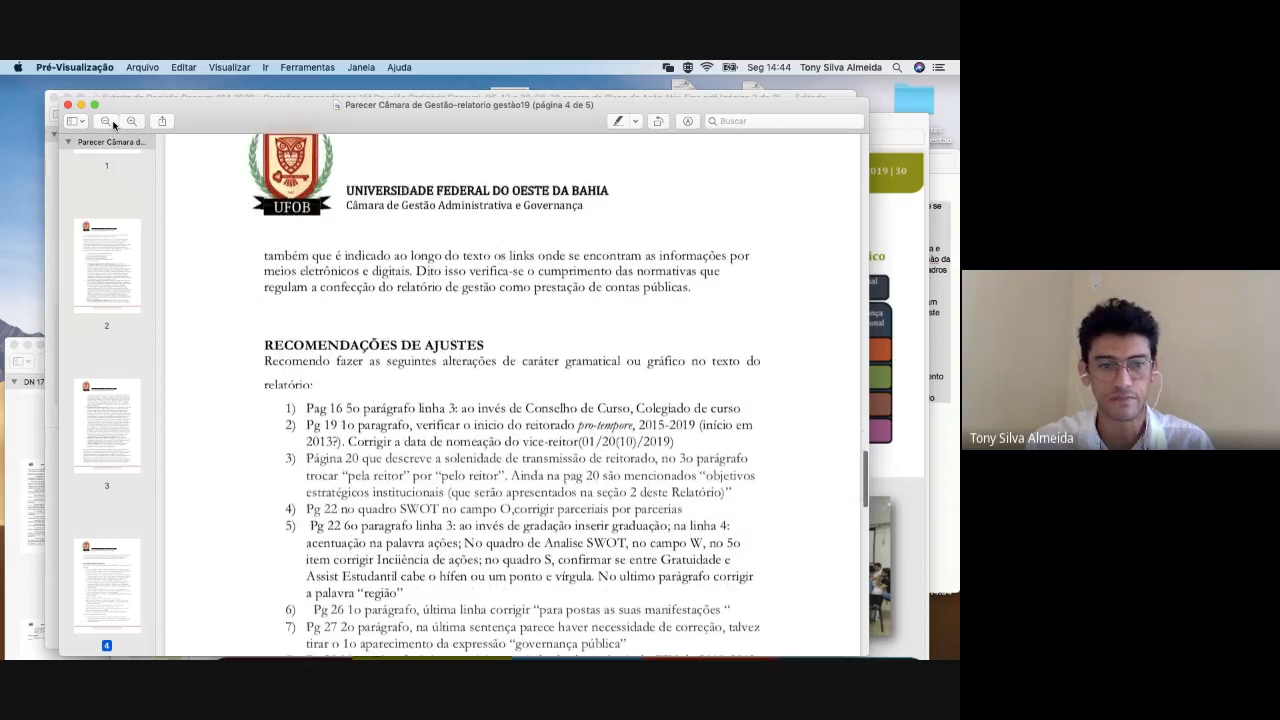 Pré-Visualização Arquivo Editar Visualizar Ir Ferramentas Janela Ajuda Seg 14:44 Tony Silva Almeida
Parecer Câmara de Gestão-relatorio gestão19 (página 4 de 5)
Buscar
Parecer Câmara d...
1
2
3
4
DN 17
2019 | 30
UNIVERSIDADE FEDERAL DO OESTE DA BAHIA
Câmara de Gestão Administrativa e Governança
UFOB
também que é indicado ao longo do texto os links onde se encontram as informações por
meios eletrônicos e digitais. Dito isso verifica-se o cumprimento das normativas que
regulam a confecção do relatório de gestão como prestação de contas públicas.
RECOMENDAÇÕES DE AJUSTES
Recomendo fazer as seguintes alterações de caráter gramatical ou gráfico no texto do
relatório:
1) Pag 16 5o parágrafo linha 3: ao invés de Conselho de Curso, Colegiado de curso
2) Pg 19 1o paragrafo, verificar o inicio do reitorado pro-tempore, 2015-2019 (início em
2013?). Corrigir a data de nomeação do vice-reitor(01/20(10)/2019)
3) Página 20 que descreve a solenidade de transmissão de reitorado, no 3o parágrafo
trocar “pela reitor” por “pelo reitor”. Ainda na pag 20 são mencionados “objetivos
estratégicos institucionais (que serão apresenados na seção 2 deste Relatório)”
4) Pg 22 no quadro SWOT no campo O,corrigir parceriais por parcerias
5) Pg 22 6o paragrafo linha 3: ao invés de gradação inserir graduação; na linha 4:
acentuação na palavra ações; No quadro de Analise SWOT, no campo W, no 5o
item corrigir Inciência de ações; no quadro confirmar se entre Gratuidade e
Assist Estudantil cabe o hífen ou um ponto e vígula. No ultimo parágrafo corrigir
a palavra “regiào”
6) Pg 26 1o parágrafo, última linha corrigir “para postas as suas manifestações “
7) Pg 27 2o parágrafo, na última sentença parece haver necessidade de correção, talvez
tirar o 1o aparecimento da expressão “governança pública”
Tony Silva Almeida